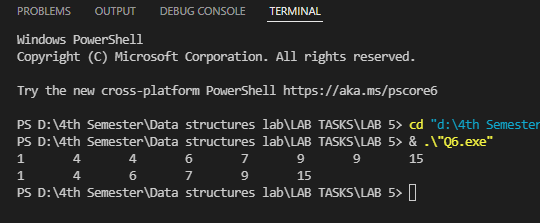 PROBLEMS OUTPUT DEBUG CONSOLE TERMINAL
Windows PowerShell
Copyright (C) Microsoft Corporation. All rights reserved.
Try the new cross-platform PowerShell https://aka.ms/pscore6
PS D:\4th Semester\Data structures lab\LAB TASKS\LAB 5> cd "d:\4th Semester
PS D:\4th Semester\Data structures lab\LAB TASKS\LAB 5> & .\"Q6.exe"
1 4 4 6 7 9 9 15
1 4 6 7 9 15
PS D:\4th Semester\Data structures lab\LAB TASKS\LAB 5>